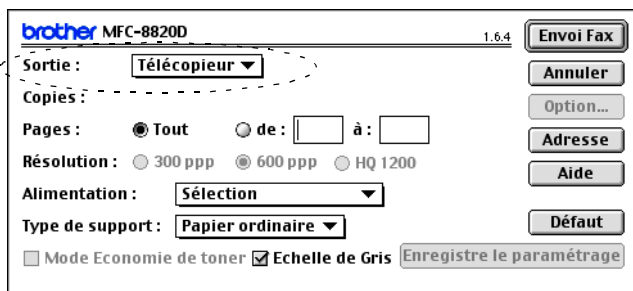 brother MFC-8820D 1.6.4 Envoi Fax
Sortie : Télécopieur Annuler
Copies : Option...
Pages : Tout de : à : Adresse
Résolution : 300 ppp 600 ppp HQ 1200 Aide
Alimentation : Sélection
Type de support : Papier ordinaire Défaut
Mode Economie de toner Echelle de Gris Enregistre le paramétrage